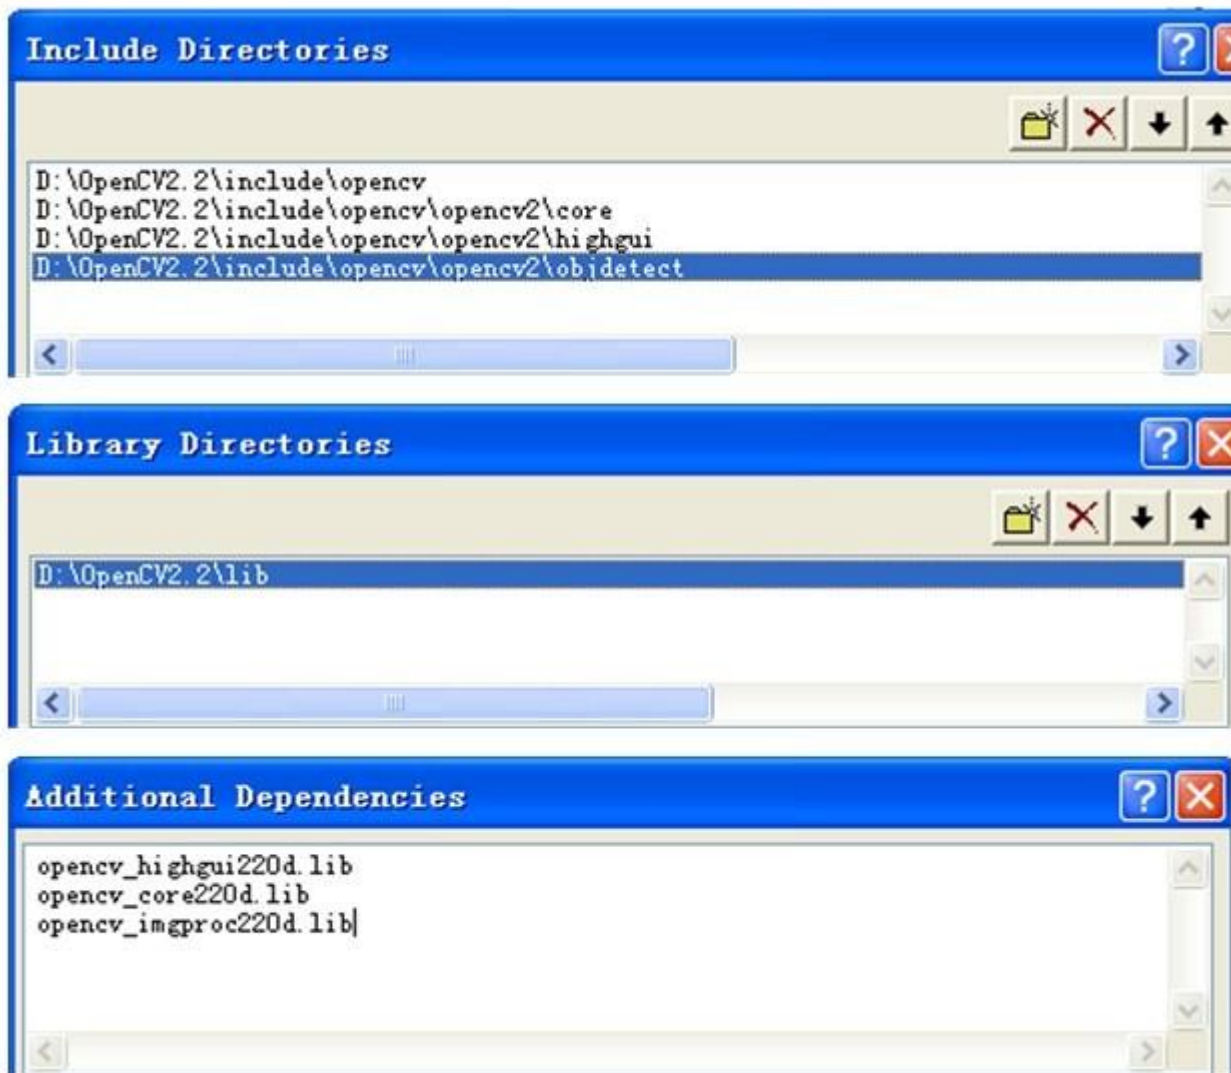 Include Directories
D:\OpenCV2.2\include\opencv
D:\OpenCV2.2\include\opencv\opencv2\core
D:\OpenCV2.2\include\opencv\opencv2\highgui
D:\OpenCV2.2\include\opencv\opencv2\objdetect
Library Directories
D:\OpenCV2.2\lib
Additional Dependencies
opencv_highgui220d.lib
opencv_core220d.lib
opencv_imgproc220d.lib